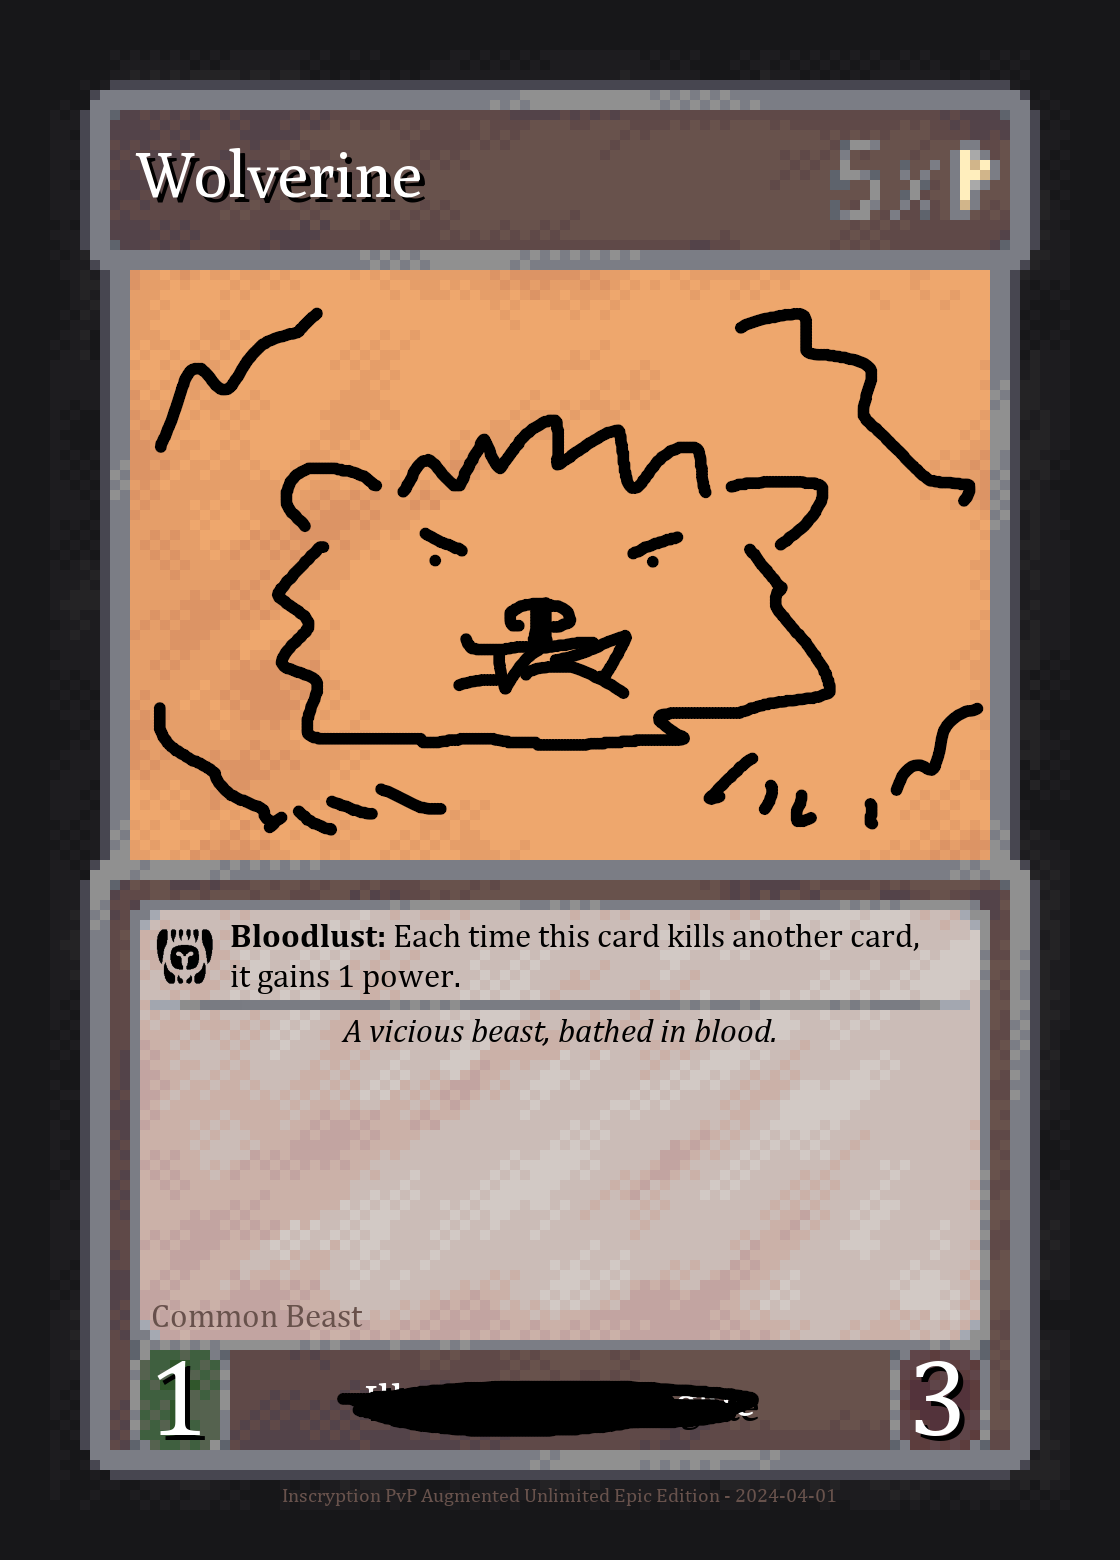 Wolverine
5x
Bloodlust: Each time this card kills another card,
it gains 1 power.
A vicious beast, bathed in blood.
Common Beast
1
3
Inscryption PvP Augmented Unlimited Epic Edition - 2024-04-01